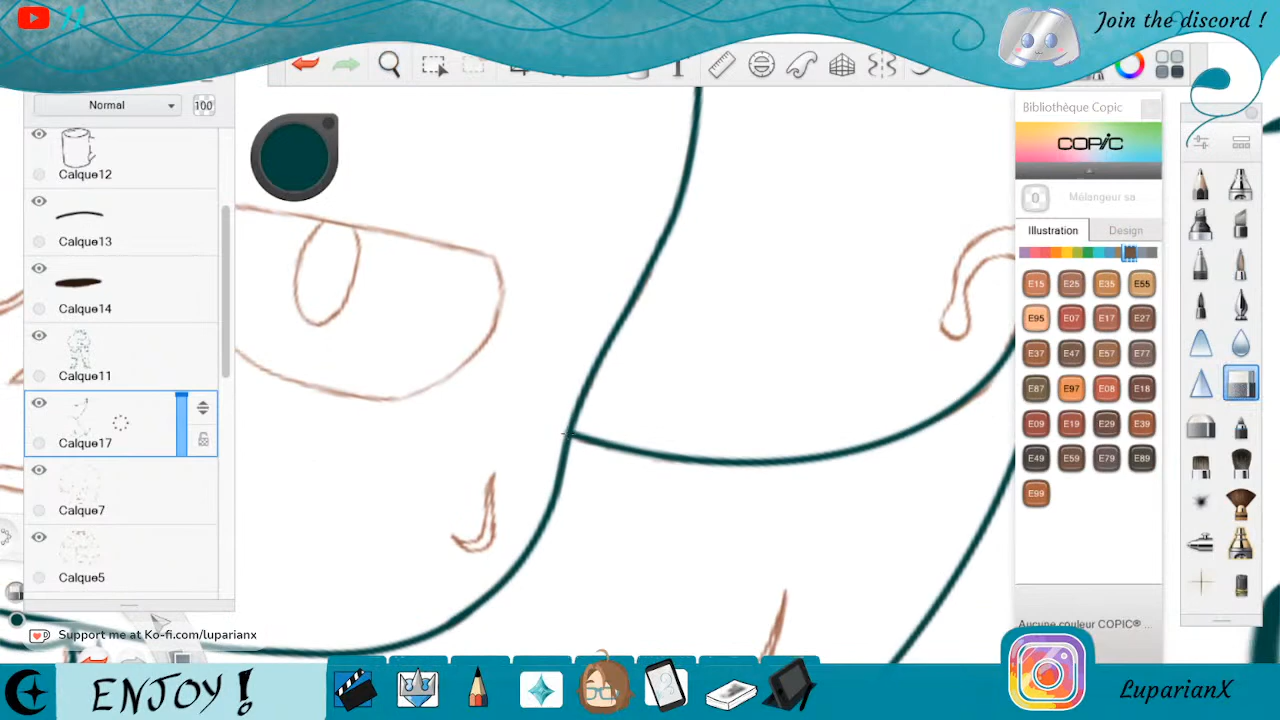 11
Join the discord !
Normal
100
Calque12
Calque13
Calque14
Calque11
Calque17
Calque7
Calque5
Bibliothèque Copic
COPIC
0
Mélangeur sa
Illustration
Design
E15 E25 E35 E55
E95 E07 E17 E27
E37 E47 E57 E77
E87 E97 E08 E18
E09 E19 E29 E39
E49 E59 E79 E89
E99
Aucune couleur COPIC® ...
Support me at Ko-fi.com/luparianx
ENJOY !
LuparianX